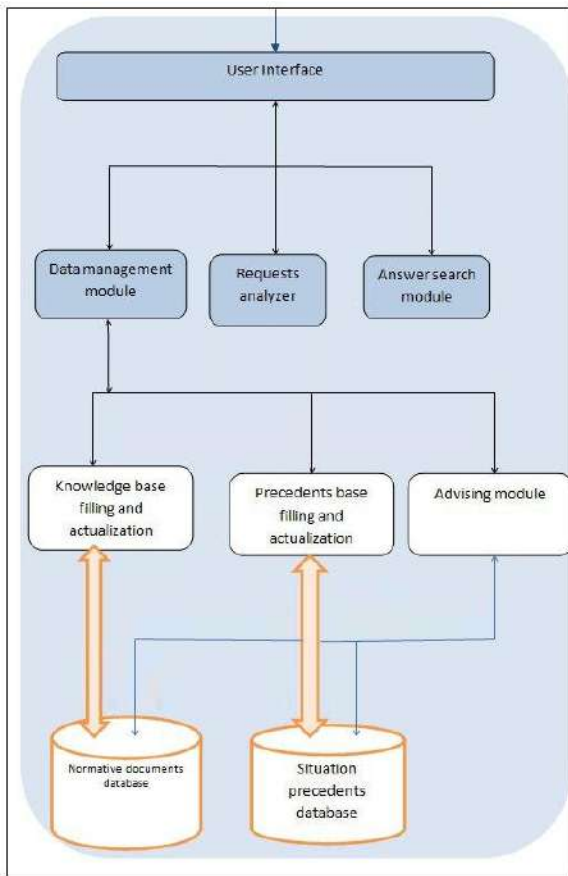 User Interface
Data management
module
Requests
analyzer
Answer search
module
Knowledge base
filling and
actualization
Precedents base
filling and
actualization
Advising module
Normative documents
database
Situation
precedents
database